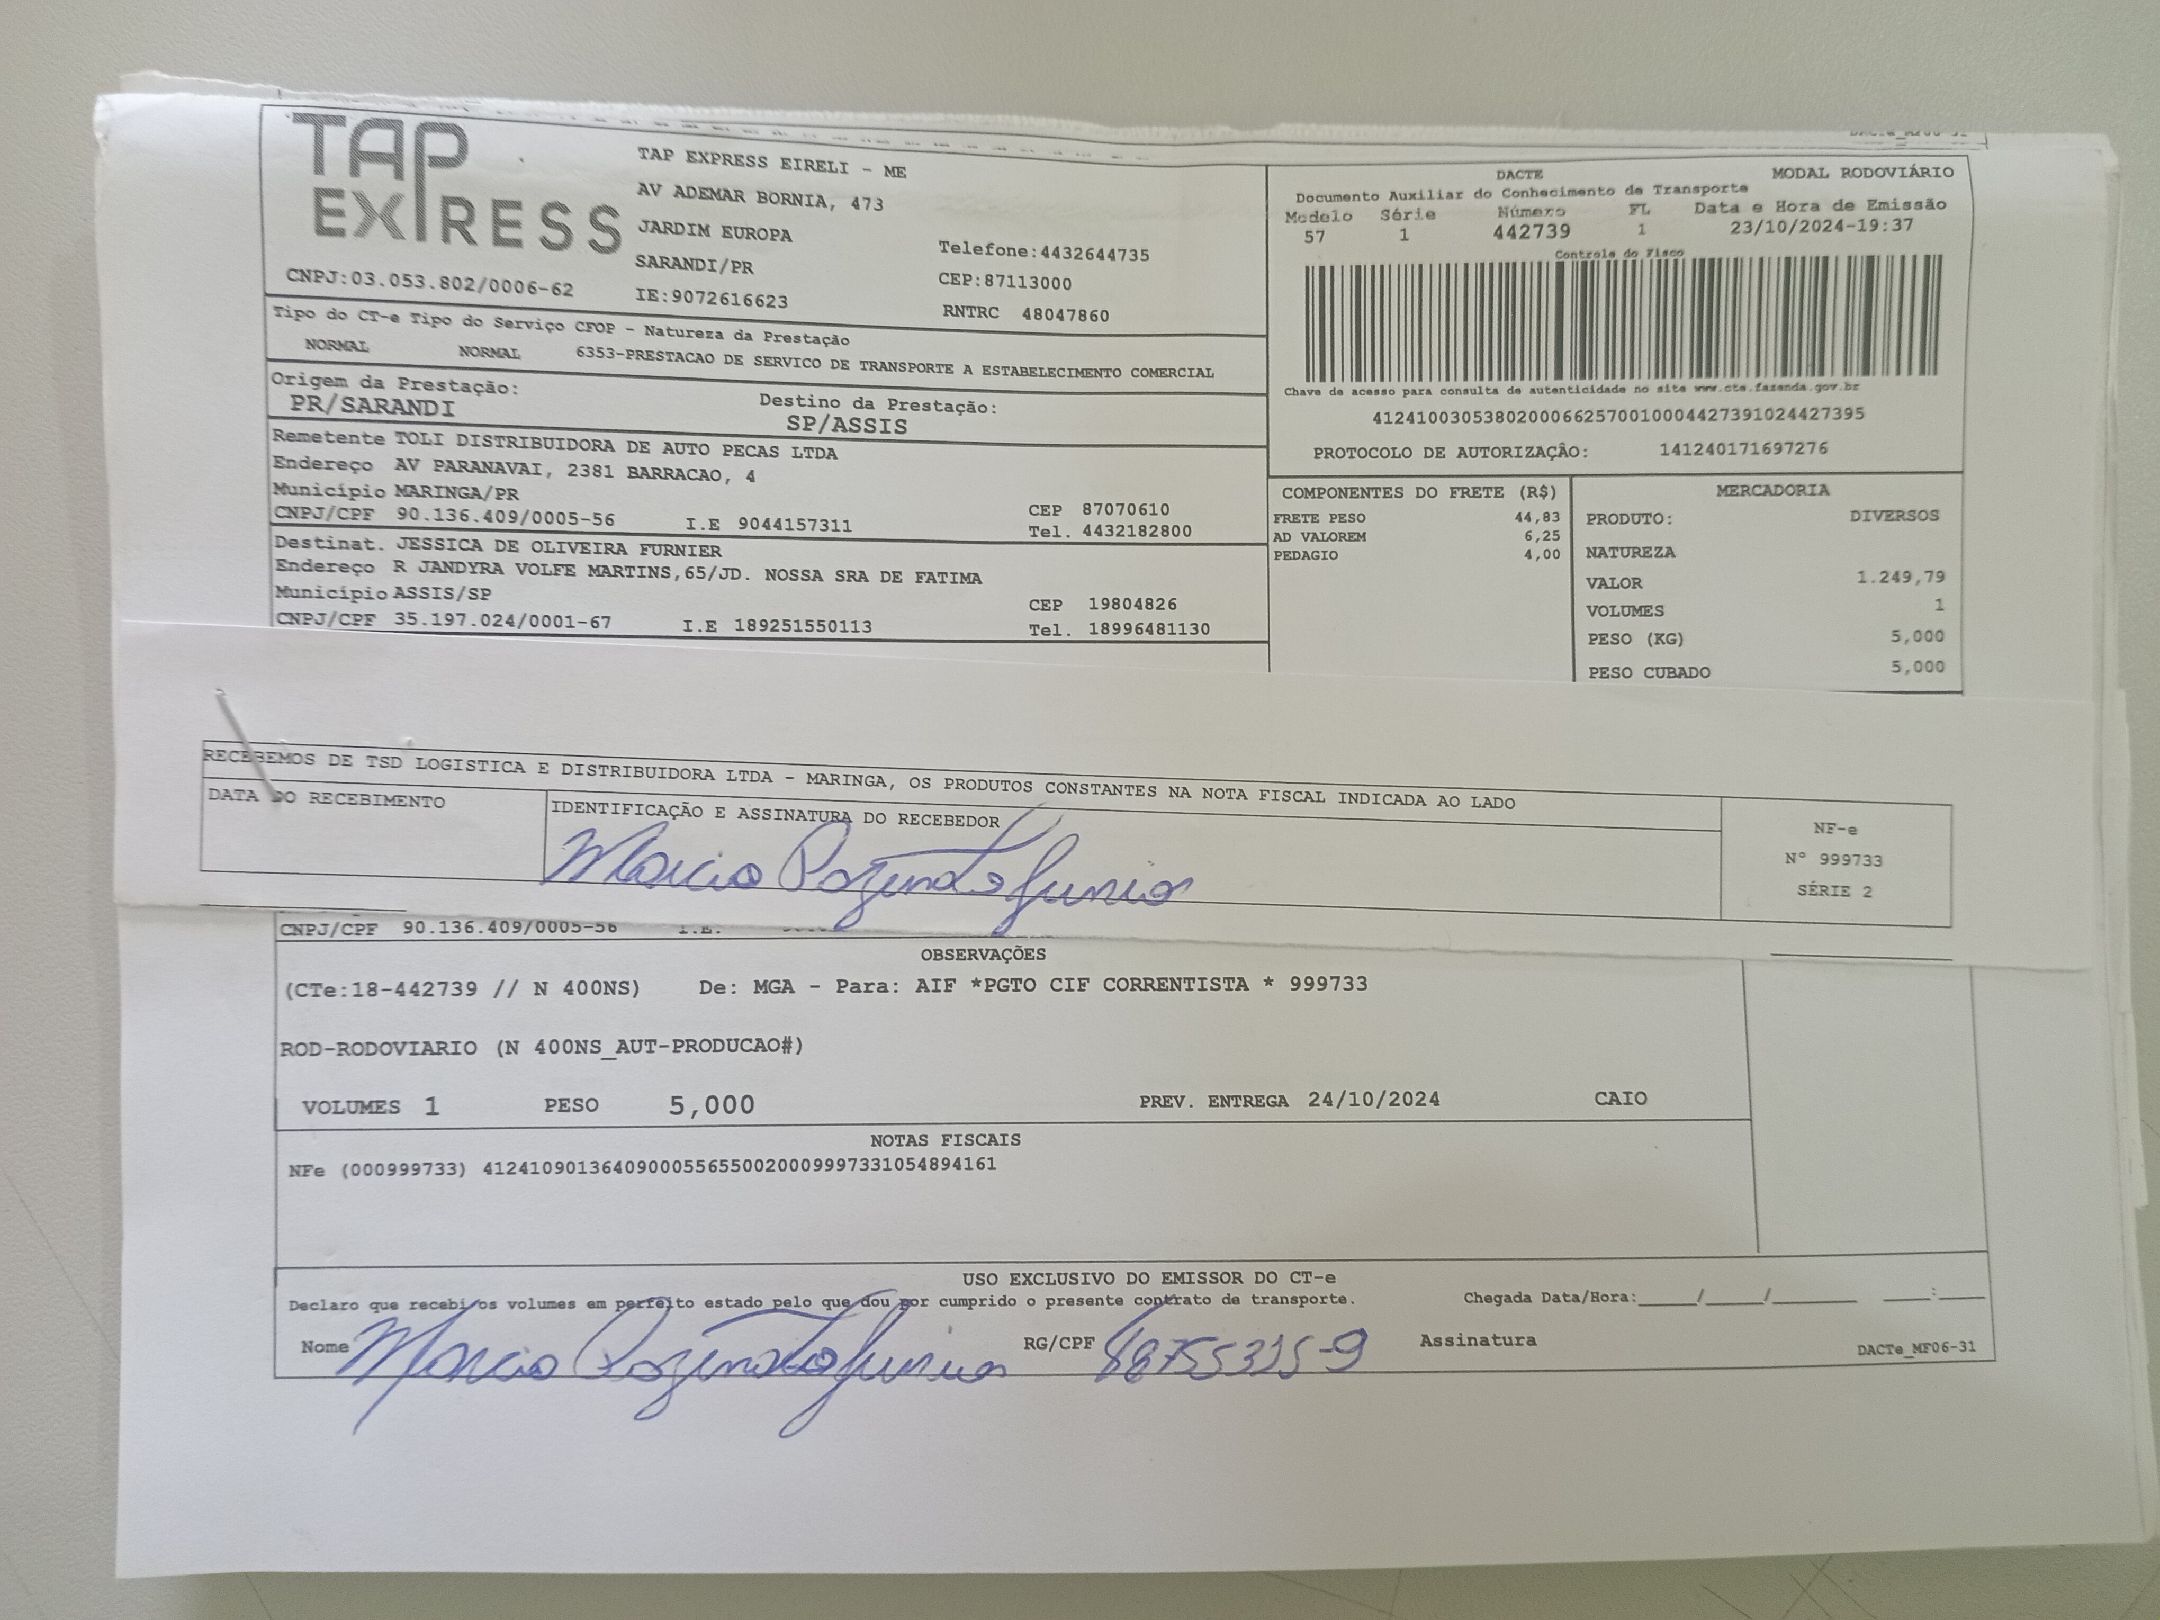 TAP
EXPRESS
CNPJ:03.053.802/0006-62
TAP EXPRESS EIRELI - ME
AV ADEMAR BORNIA, 473
JARDIM EUROPA
SARANDI/PR
IE:9072616623
Telefone:4432644735
CEP:87113000
RNTRC 48047860
DACTE MODAL RODOVIÁRIO
Documento Auxiliar do Conhecimento de Transporte
Modelo Série Número FL Data e Hora de Emissão
57 1 442739 1 23/10/2024-19:37
Controle do Fisco
Chave de acesso para consulta de autenticidade no site www.cte.fazenda.gov.br
41241003053802000662570010004427391024427395
PROTOCOLO DE AUTORIZAÇÂO: 141240171697276
Tipo do CT-e Tipo do Serviço CFOP - Natureza da Prestação
NORMAL NORMAL 6353-PRESTACAO DE SERVICO DE TRANSPORTE A ESTABELECIMENTO COMERCIAL
Origem da Prestação: Destino da Prestação:
PR/SARANDI SP/ASSIS
Remetente TOLI DISTRIBUIDORA DE AUTO PECAS LTDA
Endereço AV PARANAVAI, 2381 BARRACAO, 4
Município MARINGA/PR CEP 87070610
CNPJ/CPF 90.136.409/0005-56 I.E 9044157311 Tel. 4432182800
Destinat. JESSICA DE OLIVEIRA FURNIER
Endereço R JANDYRA VOLFE MARTINS,65/JD. NOSSA SRA DE FATIMA
Município ASSIS/SP CEP 19804826
CNPJ/CPF 35.197.024/0001-67 I.E 189251550113 Tel. 18996481130
COMPONENTES DO FRETE (R$)
FRETE PESO 44,83
AD VALOREM 6,25
PEDAGIO 4,00
MERCADORIA
PRODUTO: DIVERSOS
NATUREZA
VALOR 1.249,79
VOLUMES 1
PESO (KG) 5,000
PESO CUBADO 5,000
RECEBEMOS DE TSD LOGISTICA E DISTRIBUIDORA LTDA - MARINGA, OS PRODUTOS CONSTANTES NA NOTA FISCAL INDICADA AO LADO
DATA DO RECEBIMENTO IDENTIFICAÇÃO E ASSINATURA DO RECEBEDOR
Marcio Junior
NF-e
Nº 999733
SÉRIE 2
CNPJ/CPF 90.136.409/0005-56 I.E.
OBSERVAÇÕES
(CTe:18-442739 // N 400NS) De: MGA - Para: AIF *PGTO CIF CORRENTISTA * 999733
ROD-RODOVIARIO (N 400NS_AUT-PRODUCAO#)
VOLUMES 1 PESO 5,000 PREV. ENTREGA 24/10/2024 CAIO
NOTAS FISCAIS
NFe (000999733) 41241090136409000556550020009997331054894161
USO EXCLUSIVO DO EMISSOR DO CT-e
Declaro que recebi os volumes em perfeito estado pelo que dou por cumprido o presente contrato de transporte. Chegada Data/Hora:____/____/______ ___:___
Nome Marcio Junior RG/CPF Assinatura
DACTe_MF06-31